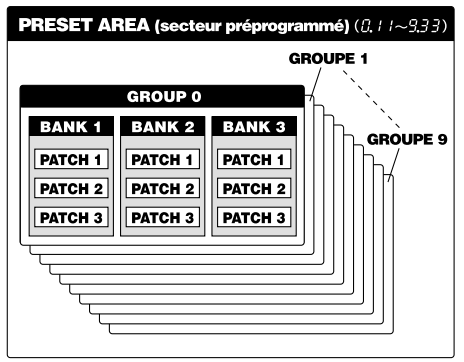 PRESET AREA (secteur préprogrammé) (0.11~9.33)
GROUPE 1
GROUP 0
GROUPE 9
BANK 1 BANK 2 BANK 3
PATCH 1 PATCH 1 PATCH 1
PATCH 2 PATCH 2 PATCH 2
PATCH 3 PATCH 3 PATCH 3